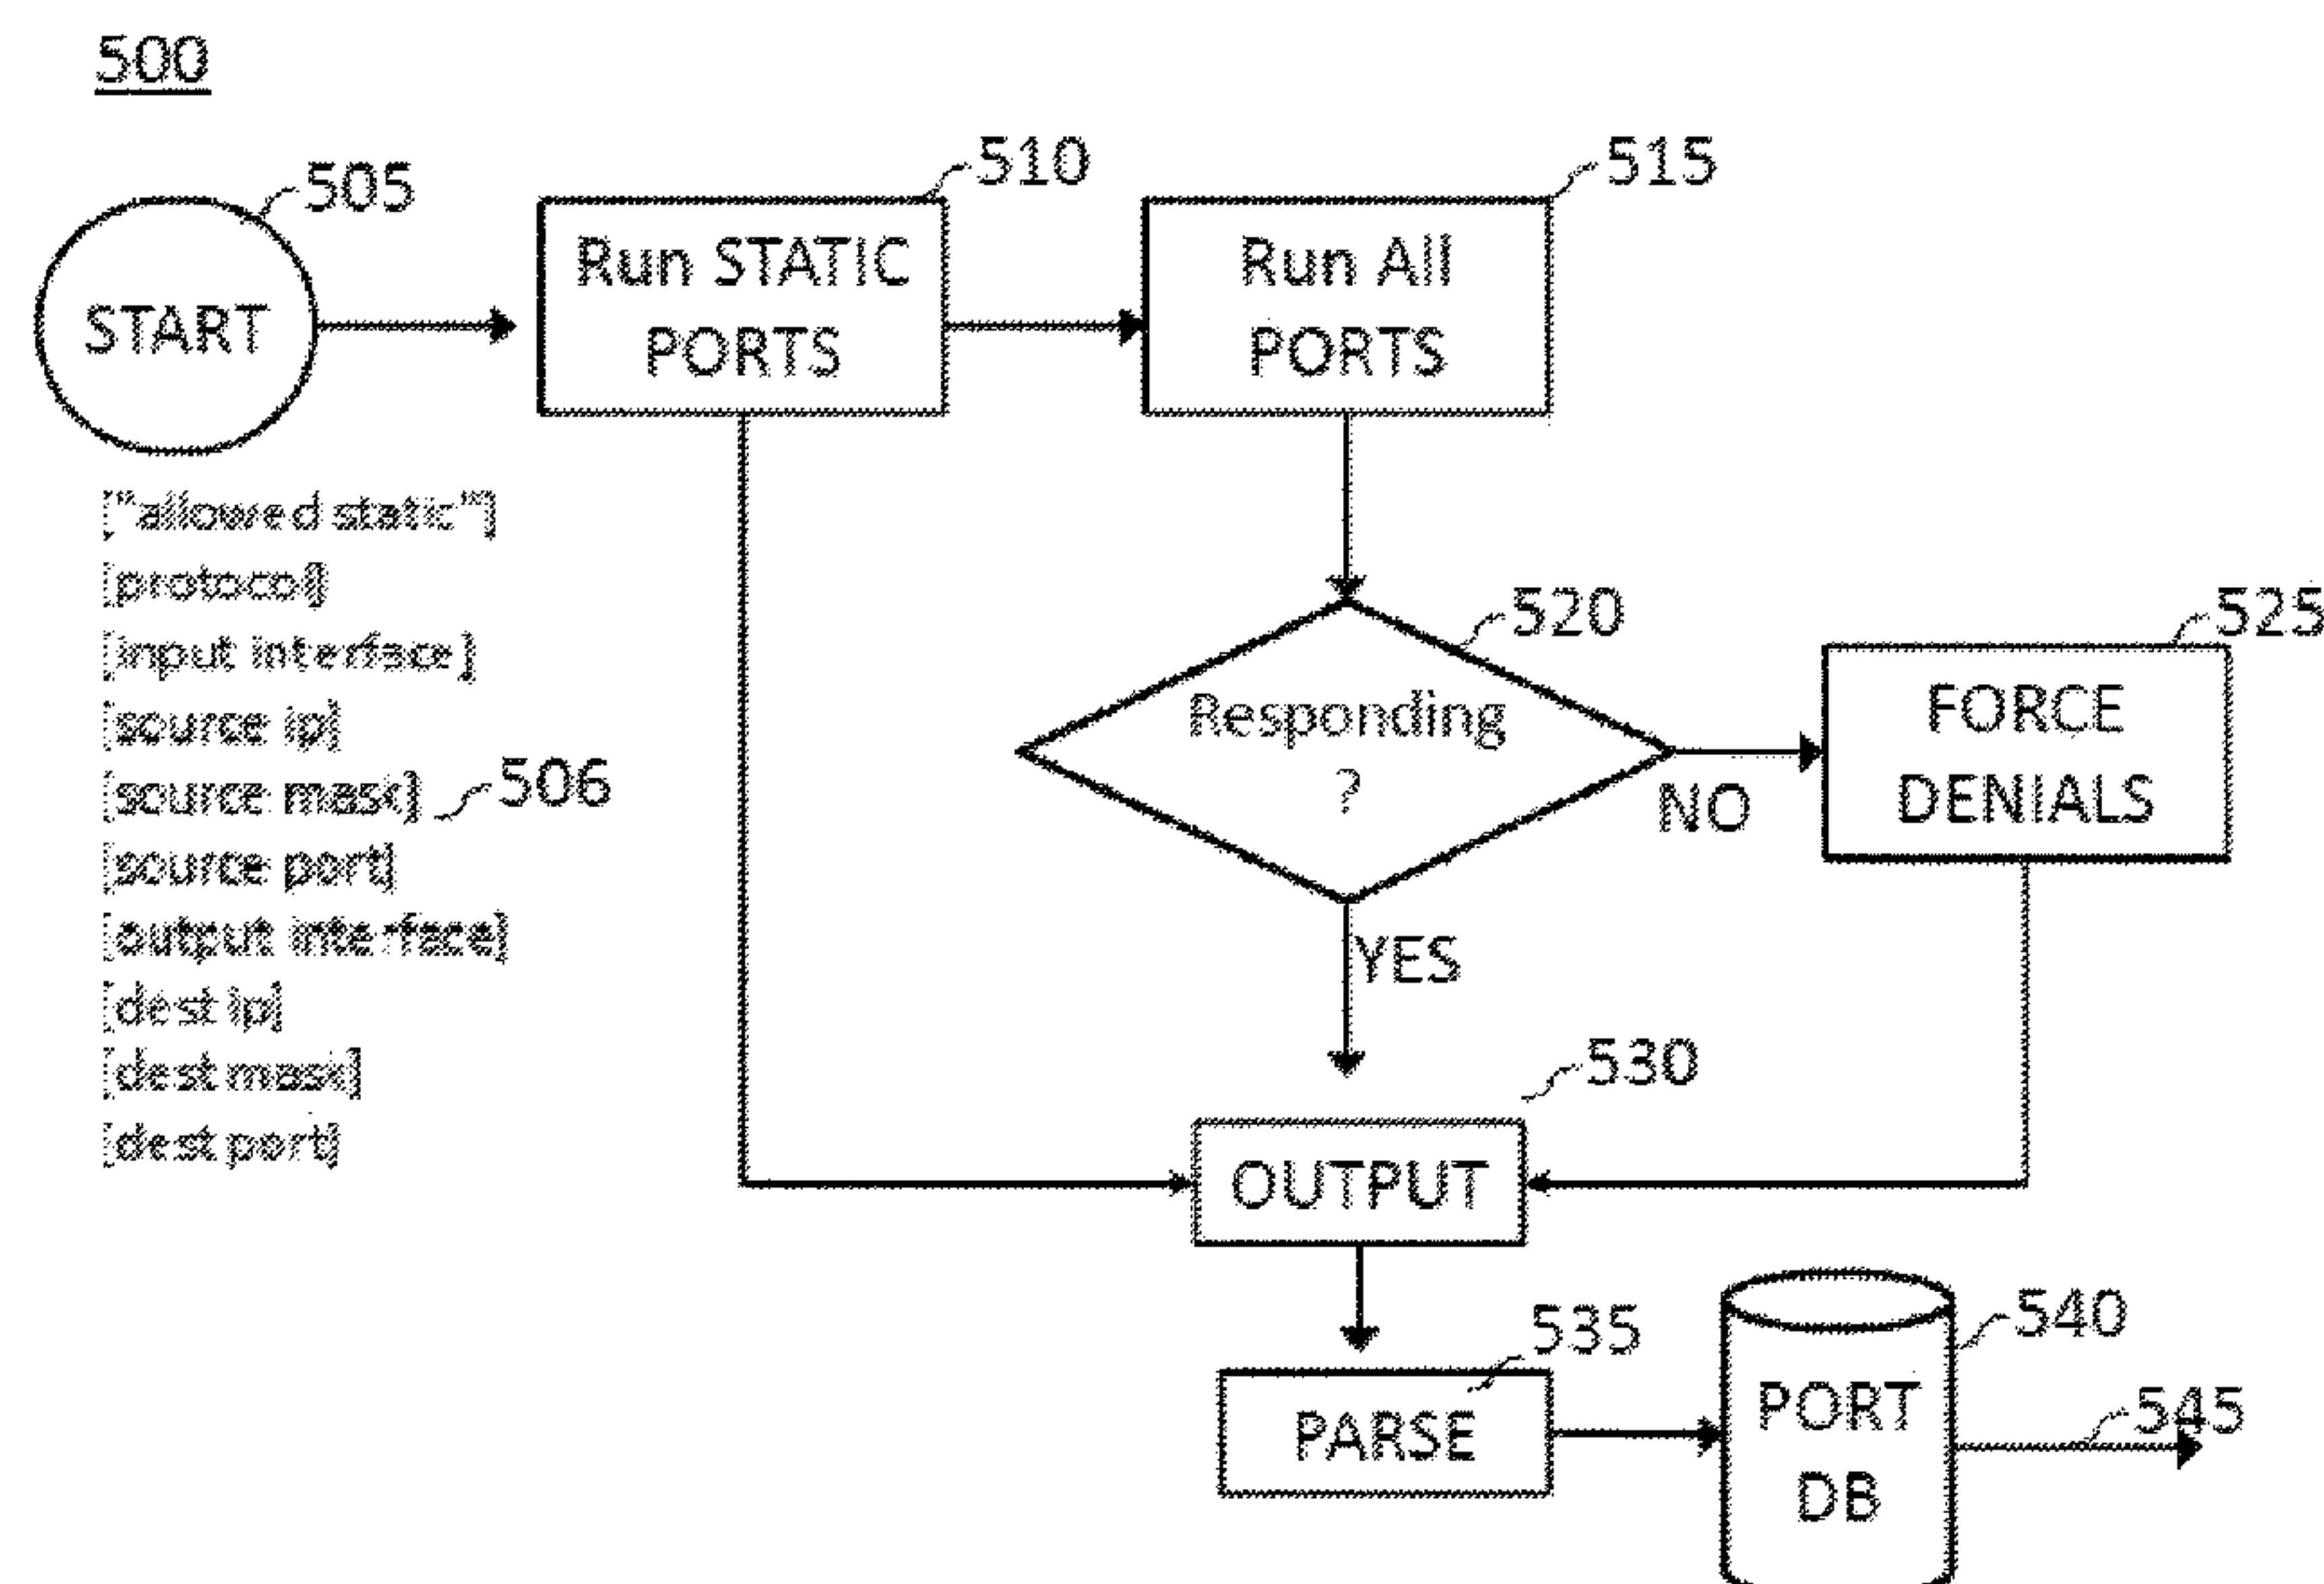 500
505
START
510
Run STATIC
PORTS
515
Run All
PORTS
["allowed static"]
[protocol]
[input interface]
[source ip]
[source mask]
506
[source port]
[output interface]
[dest ip]
[dest mask]
[dest port]
520
Responding
?
NO
YES
525
FORCE
DENIALS
530
OUTPUT
535
PARSE
540
PORT
DB
545